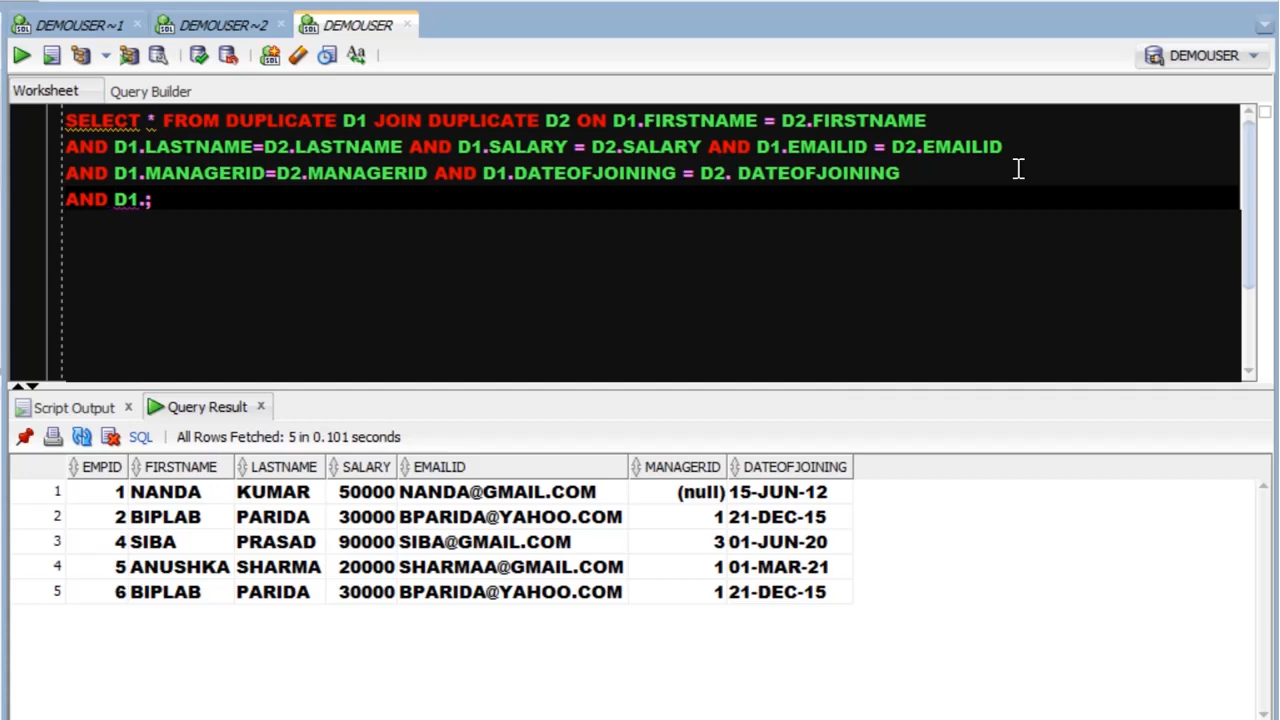 DEMOUSER~1 DEMOUSER~2 DEMOUSER
DEMOUSER
Worksheet Query Builder
SELECT * FROM DUPLICATE D1 JOIN DUPLICATE D2 ON D1.FIRSTNAME = D2.FIRSTNAME
AND D1.LASTNAME=D2.LASTNAME AND D1.SALARY = D2.SALARY AND D1.EMAILID = D2.EMAILID
AND D1.MANAGERID=D2.MANAGERID AND D1.DATEOFJOINING = D2. DATEOFJOINING
AND D1.;
Script Output x Query Result x
SQL | All Rows Fetched: 5 in 0.101 seconds
EMPID FIRSTNAME LASTNAME SALARY EMAILID MANAGERID DATEOFJOINING
1 1 NANDA KUMAR 50000 NANDA@GMAIL.COM (null) 15-JUN-12
2 2 BIPLAB PARIDA 30000 BPARIDA@YAHOO.COM 1 21-DEC-15
3 4 SIBA PRASAD 90000 SIBA@GMAIL.COM 3 01-JUN-20
4 5 ANUSHKA SHARMA 20000 SHARMAA@GMAIL.COM 1 01-MAR-21
5 6 BIPLAB PARIDA 30000 BPARIDA@YAHOO.COM 1 21-DEC-15